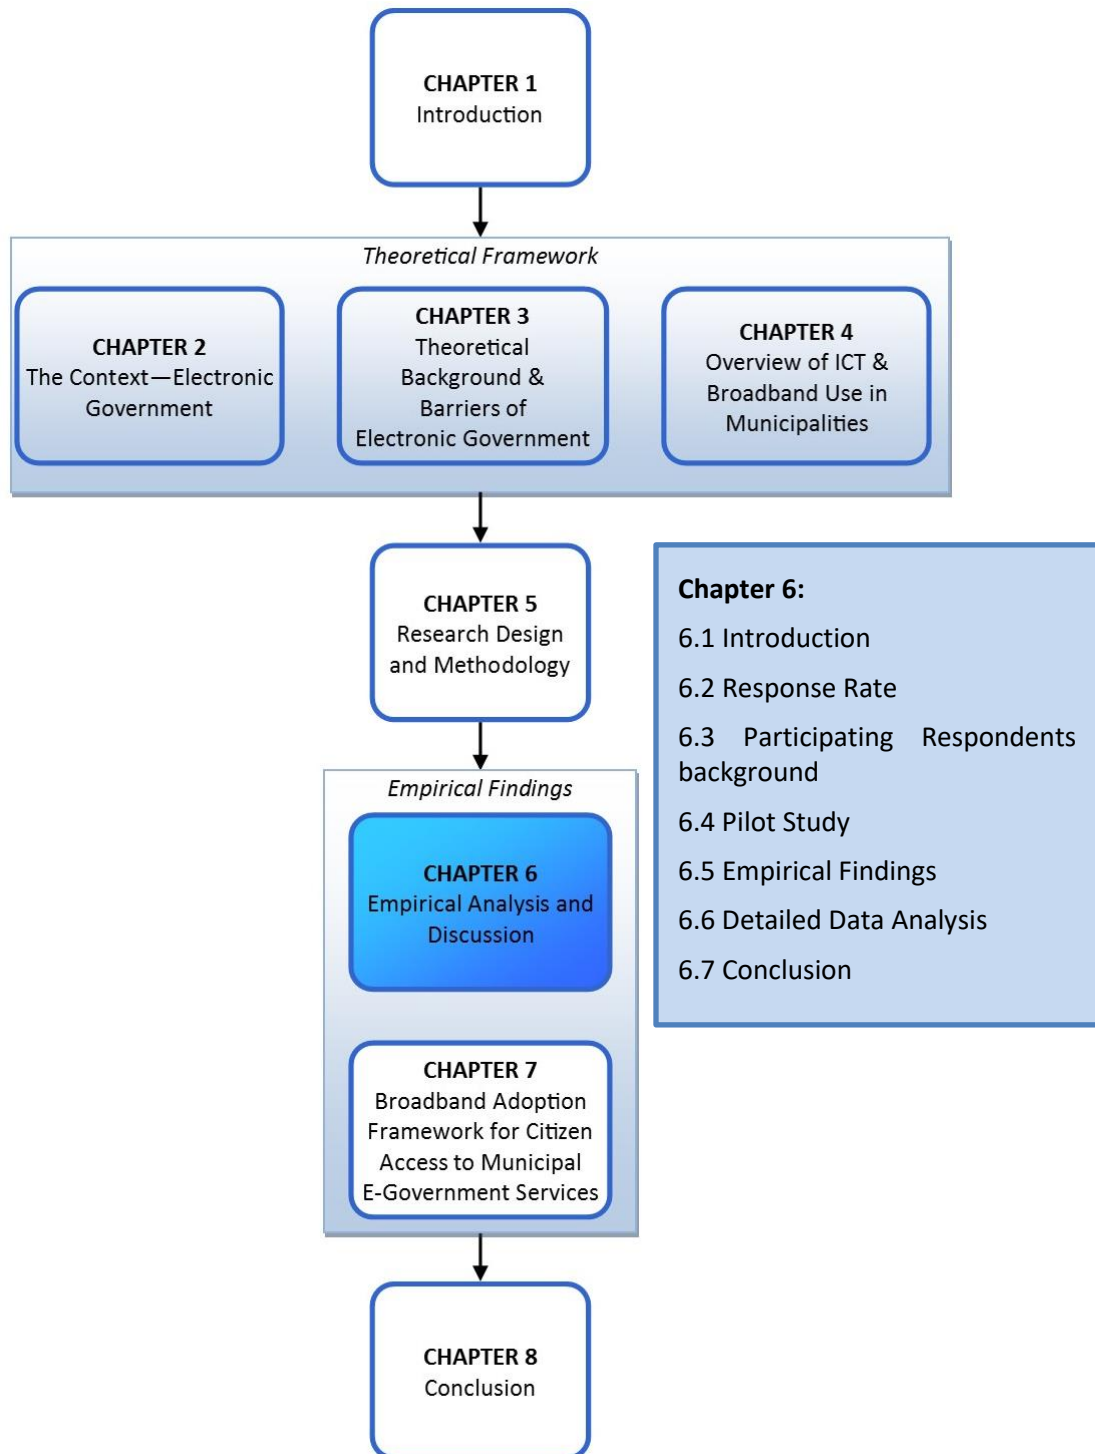 CHAPTER 1
Introduction
Theoretical Framework
CHAPTER 2
The Context—Electronic
Government
CHAPTER 3
Theoretical
Background &
Barriers of
Electronic Government
CHAPTER 4
Overview of ICT &
Broadband Use in
Municipalities
CHAPTER 5
Research Design
and Methodology
Chapter 6:
6.1 Introduction
6.2 Response Rate
6.3 Participating Respondents
background
6.4 Pilot Study
6.5 Empirical Findings
6.6 Detailed Data Analysis
6.7 Conclusion
Empirical Findings
CHAPTER 6
Empirical Analysis and
Discussion
CHAPTER 7
Broadband Adoption
Framework for Citizen
Access to Municipal
E-Government Services
CHAPTER 8
Conclusion